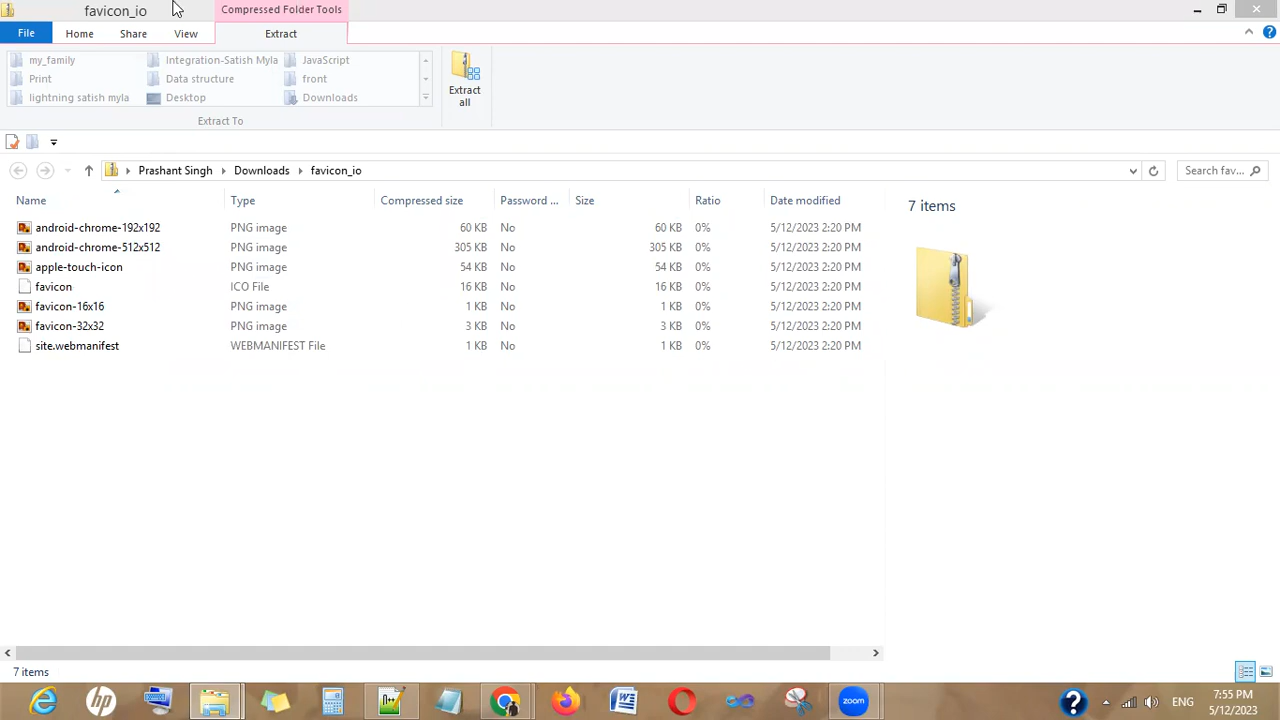 favicon_io
Compressed Folder Tools
File Home Share View Extract
my_family Integration-Satish Myla JavaScript
Print Data structure front
lightning satish myla Desktop Downloads
Extract all
Extract To
Prashant Singh Downloads favicon_io Search fav...
Name Type Compressed size Password ... Size Ratio Date modified
android-chrome-192x192 PNG image 60 KB No 60 KB 0% 5/12/2023 2:20 PM
android-chrome-512x512 PNG image 305 KB No 305 KB 0% 5/12/2023 2:20 PM
apple-touch-icon PNG image 54 KB No 54 KB 0% 5/12/2023 2:20 PM
favicon ICO File 16 KB No 16 KB 0% 5/12/2023 2:20 PM
favicon-16x16 PNG image 1 KB No 1 KB 0% 5/12/2023 2:20 PM
favicon-32x32 PNG image 3 KB No 3 KB 0% 5/12/2023 2:20 PM
site.webmanifest WEBMANIFEST File 1 KB No 1 KB 0% 5/12/2023 2:20 PM
7 items
7 items
zoom
ENG
7:55 PM
5/12/2023